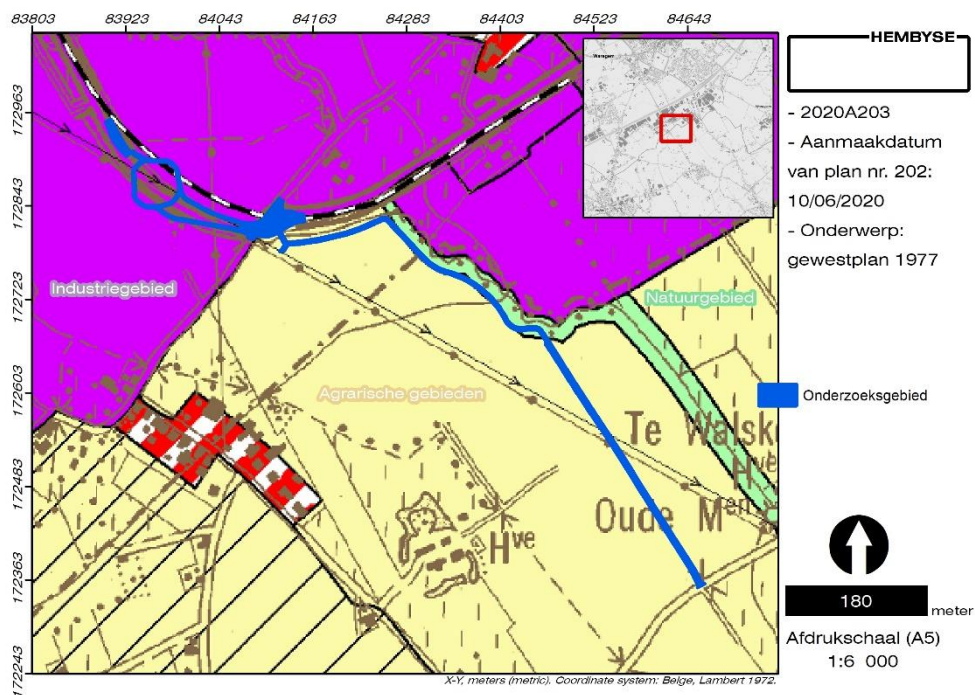 83803 83923 84043 84163 84283 84403 84523 84643
172963
172843
172723
172603
172483
172363
172243
Industriegebied
Natuurgebied
Agrarische gebieden
Te Walsk
Hve
Oude Men
Hve
X-Y, meters (metric). Coordinate system: Belge, Lambert 1972.
HEMBYSE
- 2020A203
- Aanmaakdatum
van plan nr. 202:
10/06/2020
- Onderwerp:
gewestplan 1977
Onderzoeksgebied
180 meter
Afdrukschaal (A5)
1:6 000